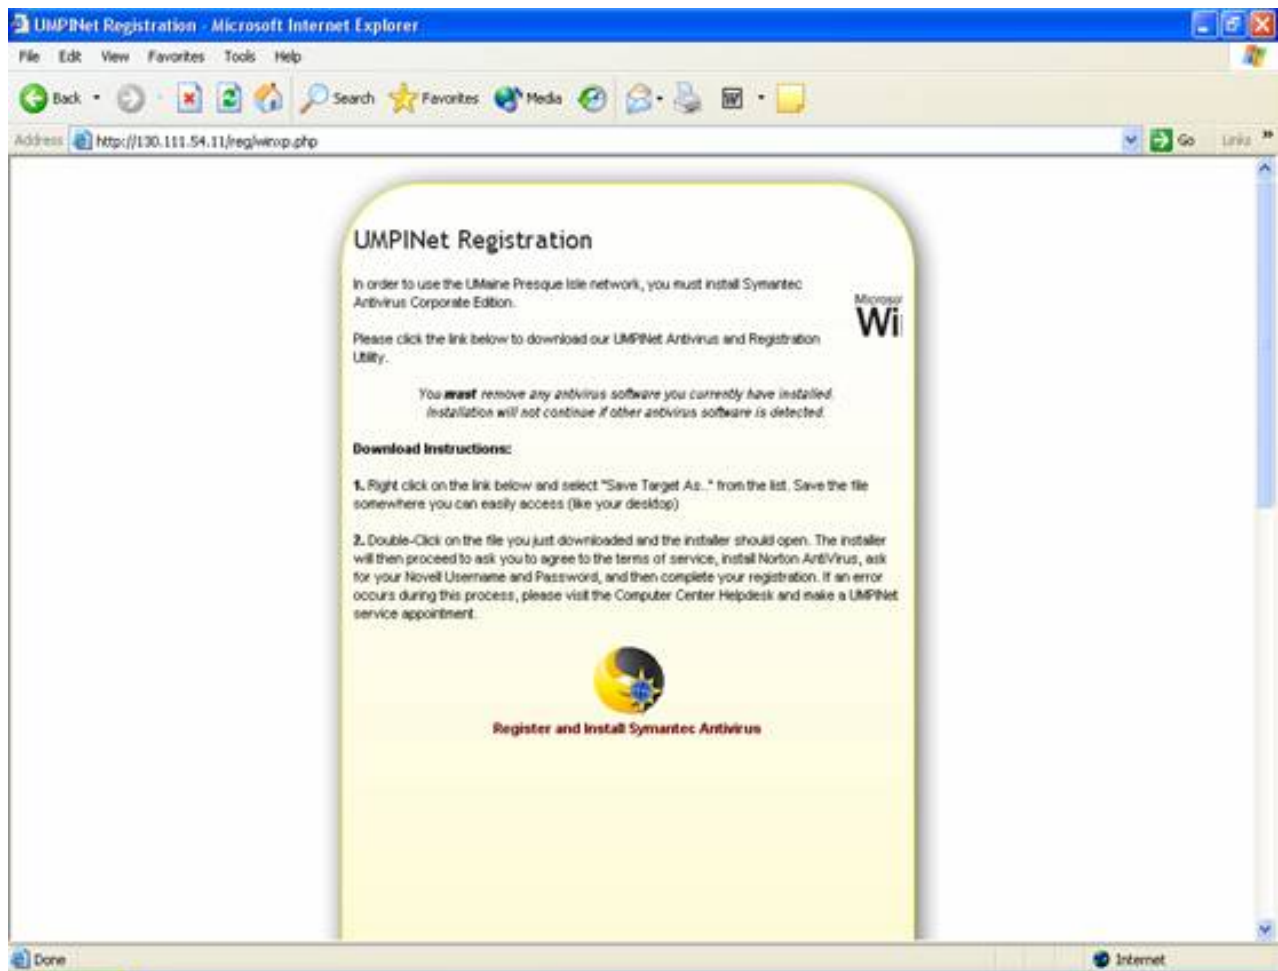 UMPINet Registration - Microsoft Internet Explorer
File Edit View Favorites Tools Help
Back Search Favorites Media
Address http://130.111.54.11/reg/winxp.php Go Links »
UMPINet Registration
In order to use the UMaine Presque Isle network, you must install Symantec
Antivirus Corporate Edition.
Microsof
Wi
Please click the link below to download our UMPINet Antivirus and Registration
Utility.
You must remove any antivirus software you currently have installed.
Installation will not continue if other antivirus software is detected.
Download Instructions:
1. Right click on the link below and select "Save Target As.." from the list. Save the file
somewhere you can easily access (like your desktop)
2. Double-Click on the file you just downloaded and the installer should open. The installer
will then proceed to ask you to agree to the terms of service, install Norton AntiVirus, ask
for your Novell Username and Password, and then complete your registration. If an error
occurs during this process, please visit the Computer Center Helpdesk and make a UMPINet
service appointment.
Register and Install Symantec Antivirus
Done Internet